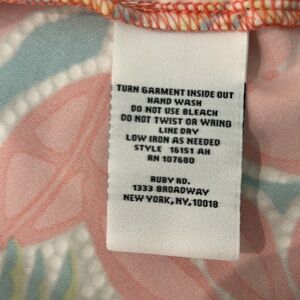 TURN GARMENT INSIDE OUT
HAND WASH
DO NOT USE BLEACH
DO NOT TWIST OR WRING
LINE DRY
LOW IRON AS NEEDED
STYLE 16151 AH
RN 107680
RUBY RD.
1333 BROADWAY
NEW YORK, NY, 10018